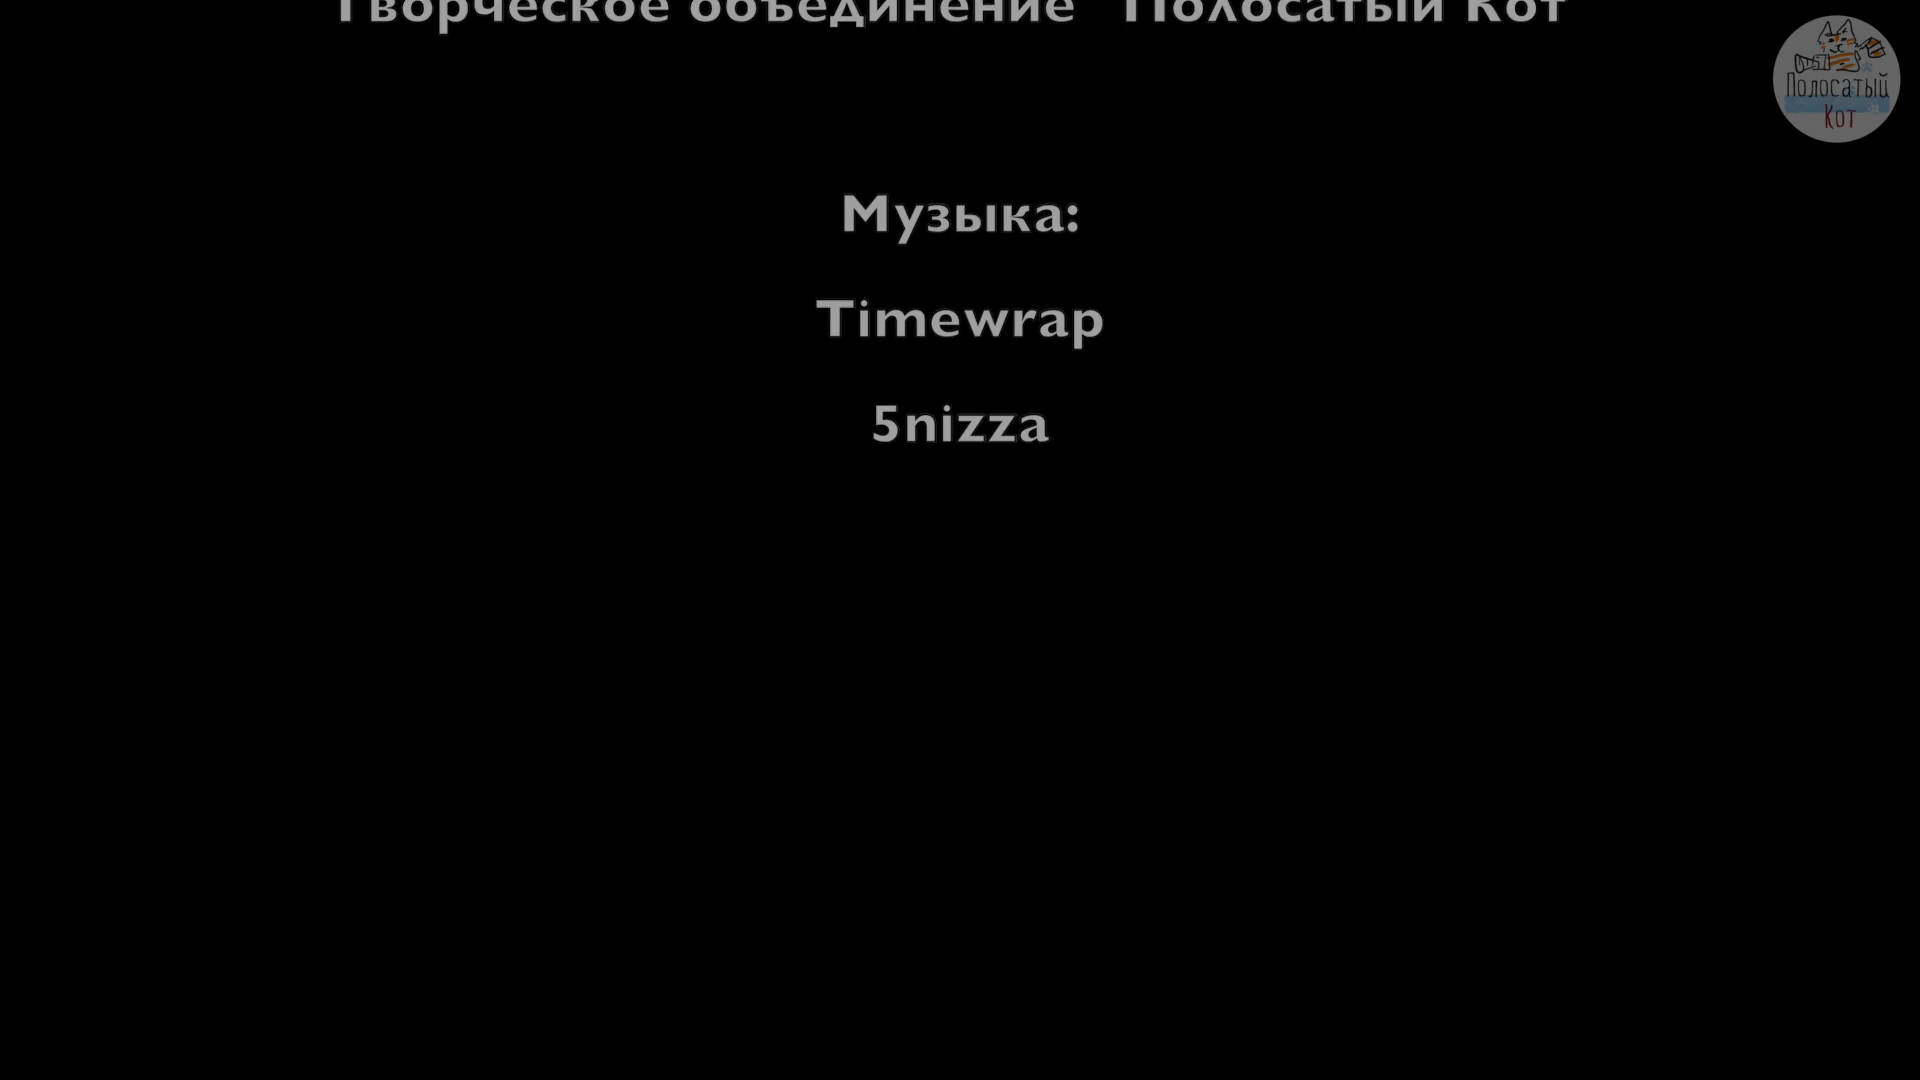 Творческое объединение "Полосатый Кот"
Полосатый
Кот
Музыка:
Timewrap
5nizza